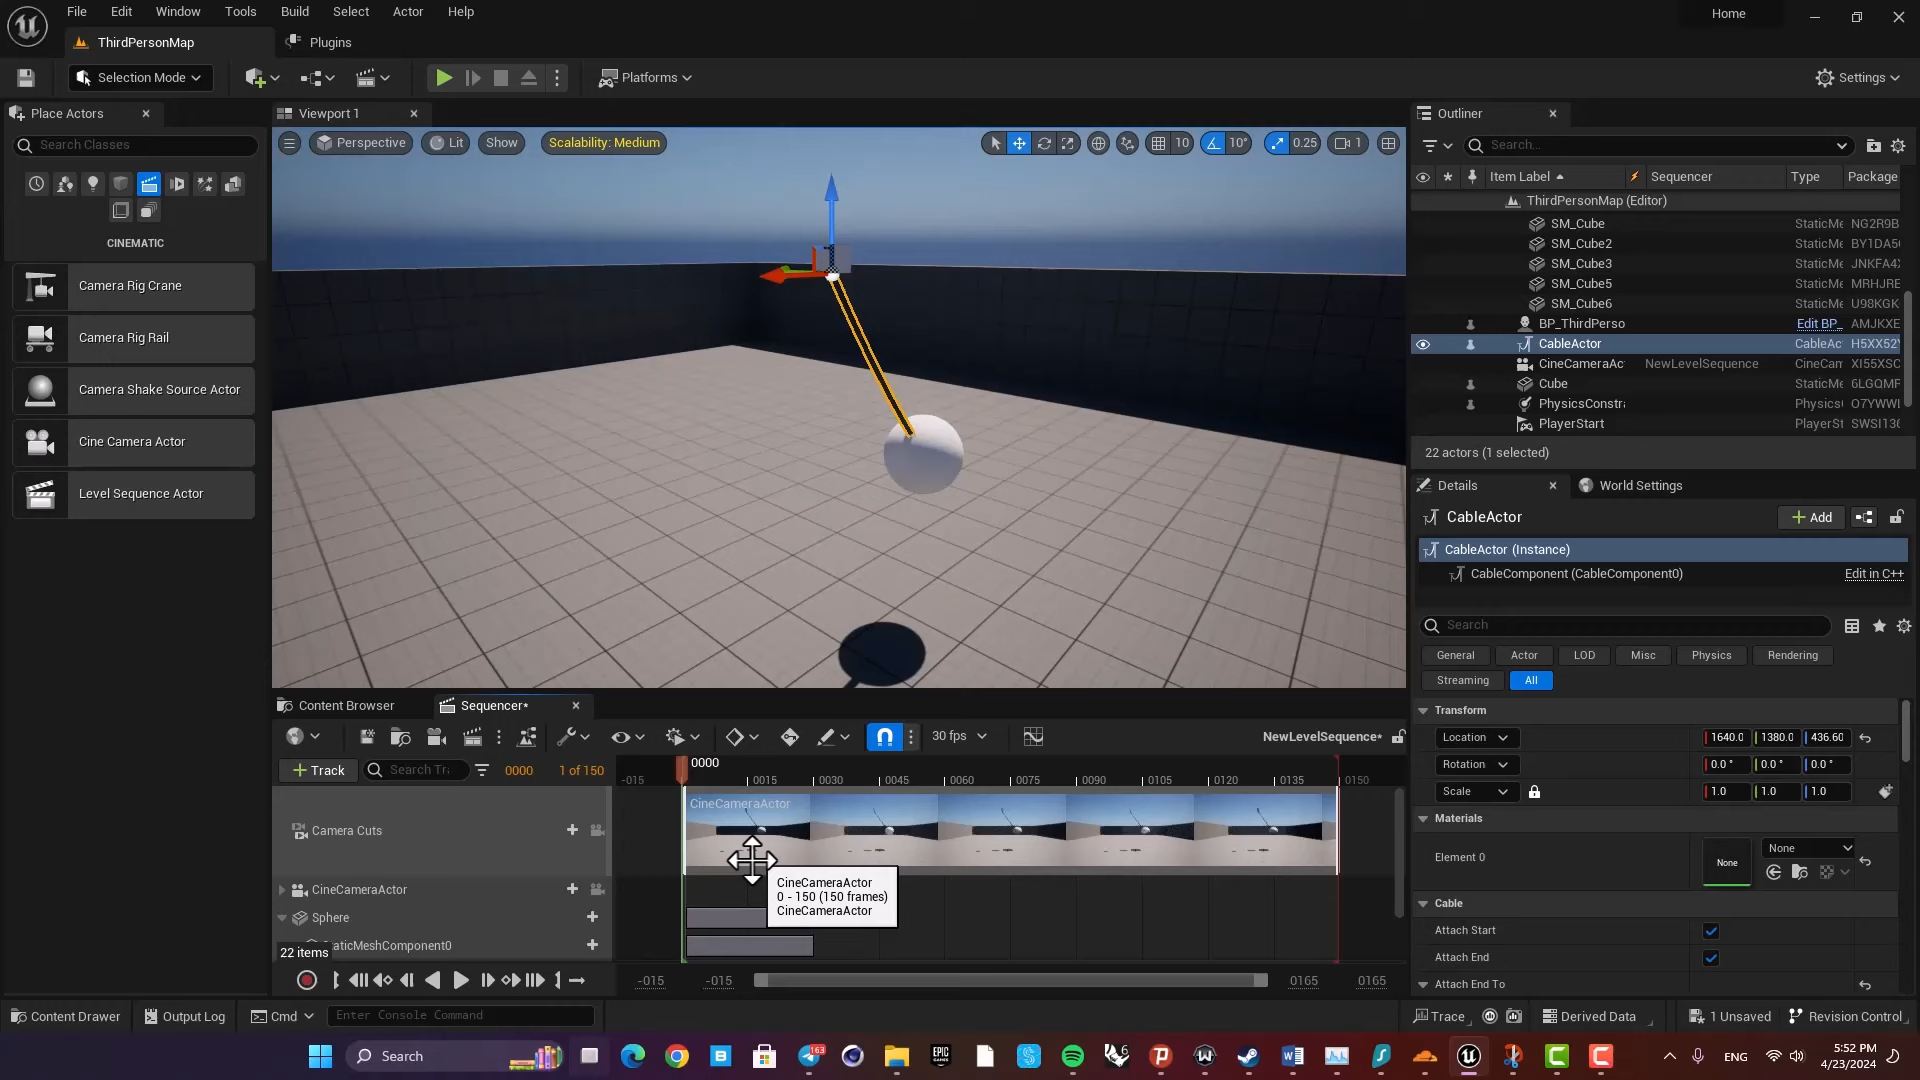 File Edit Window Tools Build Select Actor Help
Home
ThirdPersonMap
Plugins
Selection Mode
Platforms
Settings
Place Actors
Search Classes
CINEMATIC
Camera Rig Crane
Camera Rig Rail
Camera Shake Source Actor
Cine Camera Actor
Level Sequence Actor
Viewport 1
Perspective Lit Show Scalability: Medium
10 10° 0.25 1
Outliner
Search...
Item Label Sequencer Type Package
ThirdPersonMap (Editor)
SM_Cube StaticMe NG2R9B
SM_Cube2 StaticMe BY1DA5
SM_Cube3 StaticMe JNKFA4
SM_Cube5 StaticMe MRHJRE
SM_Cube6 StaticMe U98KGK
BP_ThirdPerso Edit BP_ AMJKXE
CableActor CableAc H5XX52
CineCameraAc NewLevelSequence CineCam XI55XSC
Cube StaticMe 6LGQMF
PhysicsConstra Physics O7YWWL
PlayerStart PlayerSt SWSI13
22 actors (1 selected)
Details
World Settings
CableActor
Add
CableActor (Instance)
CableComponent (CableComponent0) Edit in C++
Search
General Actor LOD Misc Physics Rendering
Streaming All
Transform
Location 1640.0 1380.0 436.60
Rotation 0.0° 0.0° 0.0°
Scale 1.0 1.0 1.0
Materials
Element 0 None None
Cable
Attach Start
Attach End
Attach End To
Content Browser
Sequencer*
30 fps
NewLevelSequence*
Track
Search Tr
0000 1 of 150
0000
-015 0015 0030 0045 0060 0075 0090 0105 0120 0135 0150
Camera Cuts
CineCameraActor
CineCameraActor
Sphere
StaticMeshComponent0
22 items
CineCameraActor
0 - 150 (150 frames)
CineCameraActor
-015 -015 0165 0165
Content Drawer Output Log Cmd Enter Console Command
Trace Derived Data 1 Unsaved Revision Control
Search
163
ENG
5:52 PM
4/23/2024